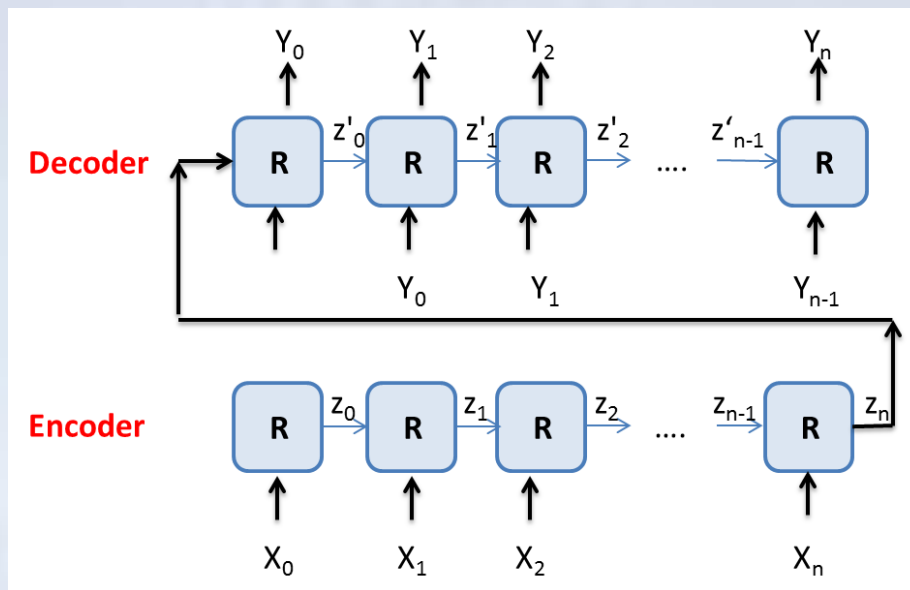 Y₀ Y₁ Y₂ Yₙ
Decoder R z'₀ R z'₁ R z'₂ .... z‘ₙ₋₁ R
Y₀ Y₁ Yₙ₋₁
Encoder R z₀ R z₁ R z₂ .... zₙ₋₁ R zₙ
X₀ X₁ X₂ Xₙ